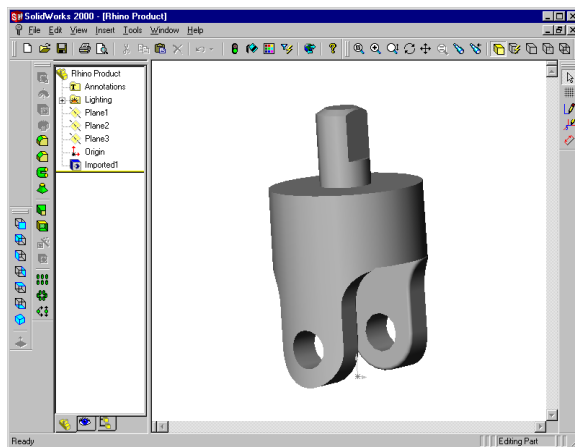 SolidWorks 2000 - [Rhino Product]
File Edit View Insert Tools Window Help
Rhino Product
Annotations
Lighting
Plane1
Plane2
Plane3
Origin
Imported1
Ready
Editing Part